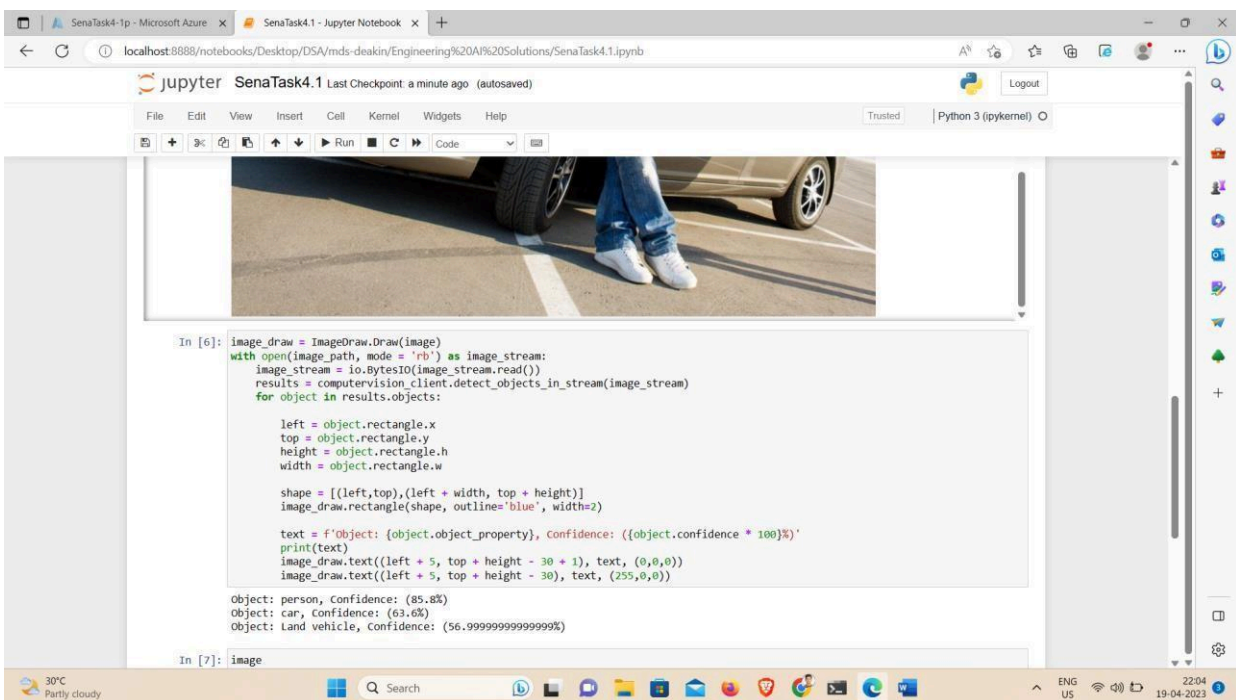 SenaTask4-1p - Microsoft Azure
SenaTask4.1 - Jupyter Notebook
localhost:8888/notebooks/Desktop/DSA/mds-deakin/Engineering%20AI%20Solutions/SenaTask4.1.ipynb
jupyter SenaTask4.1 Last Checkpoint: a minute ago (autosaved)
Logout
File Edit View Insert Cell Kernel Widgets Help
Trusted
Python 3 (ipykernel)
Run
Code
In [6]: image_draw = ImageDraw.Draw(image)
with open(image_path, mode = 'rb') as image_stream:
    image_stream = io.BytesIO(image_stream.read())
    results = computervision_client.detect_objects_in_stream(image_stream)
    for object in results.objects:
        left = object.rectangle.x
        top = object.rectangle.y
        height = object.rectangle.h
        width = object.rectangle.w
        shape = [(left,top),(left + width, top + height)]
        image_draw.rectangle(shape, outline='blue', width=2)
        text = f'Object: {object.object_property}, Confidence: ({object.confidence * 100}%)'
        print(text)
        image_draw.text((left + 5, top + height - 30 + 1), text, (0,0,0))
        image_draw.text((left + 5, top + height - 30), text, (255,0,0))
Object: person, Confidence: (85.8%)
Object: car, Confidence: (63.6%)
Object: Land vehicle, Confidence: (56.99999999999999%)
In [7]: image
30°C
Partly cloudy
Search
ENG
US
22:04
19-04-2023
3